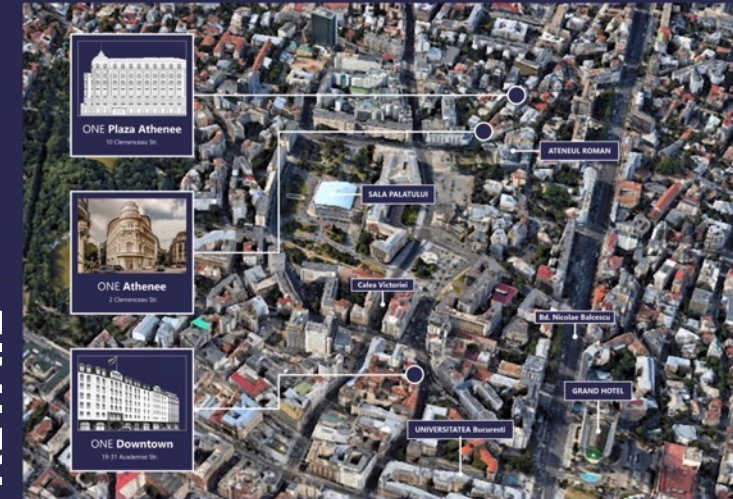 ONE Plaza Athenee
10 Clemenceau Str.
ATENEUL ROMAN
SALA PALATULUI
ONE Athenee
2 Clemenceau Str.
Calea Victoriei
Bd. Nicolae Balcescu
GRAND HOTEL
ONE Downtown
19-31 Academiei Str.
UNIVERSITATEA Bucuresti